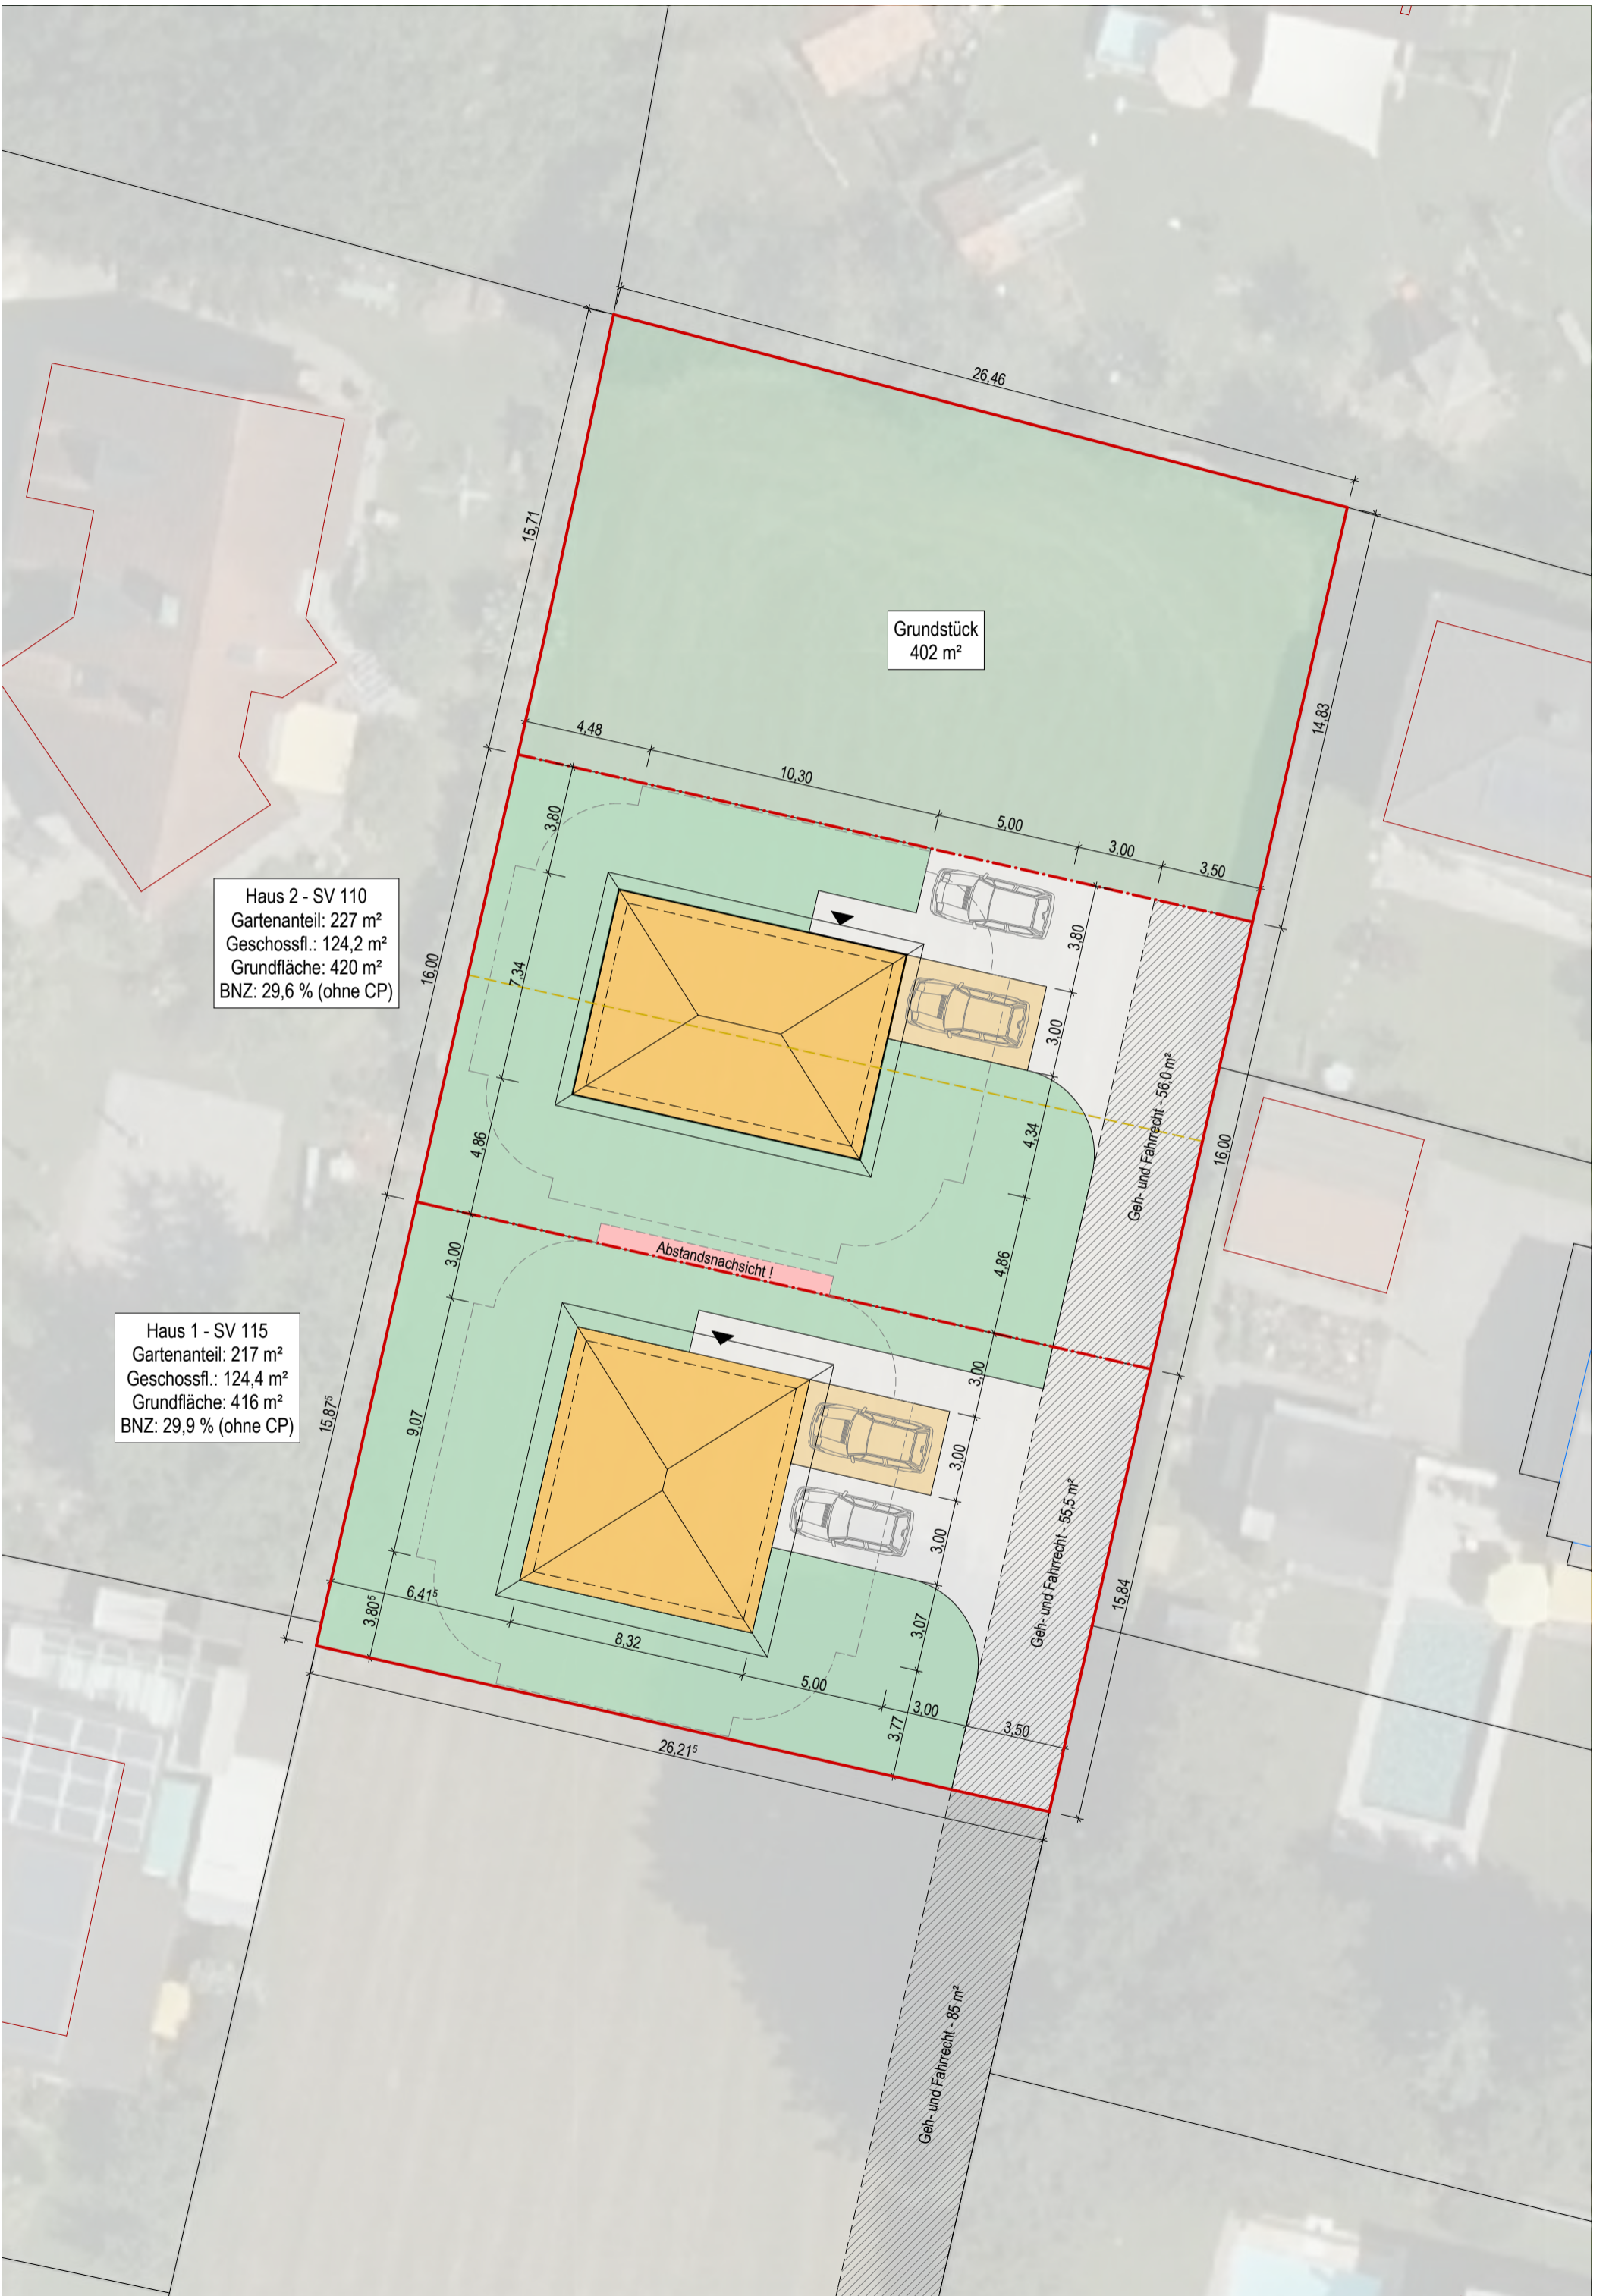 26,46
15,71
Grundstück
402 m²
14,83
4,48
10,30
5,00
3,00
3,50
3,80
3,80
Haus 2 - SV 110
Gartenanteil: 227 m²
Geschossfl.: 124,2 m²
Grundfläche: 420 m²
BNZ: 29,6 % (ohne CP)
16,00
7,34
3,00
4,34
4,86
Geh- und Fahrrecht - 56,0 m²
16,00
3,00
Abstandsnachsicht !
4,86
Haus 1 - SV 115
Gartenanteil: 217 m²
Geschossfl.: 124,4 m²
Grundfläche: 416 m²
BNZ: 29,9 % (ohne CP)
15,87⁵
9,07
3,00
3,00
3,00
Geh- und Fahrrecht - 55,5 m²
15,84
6,41⁵
3,80⁵
8,32
3,07
5,00
3,00
3,77
3,50
26,21⁵
Geh- und Fahrrecht - 85 m²